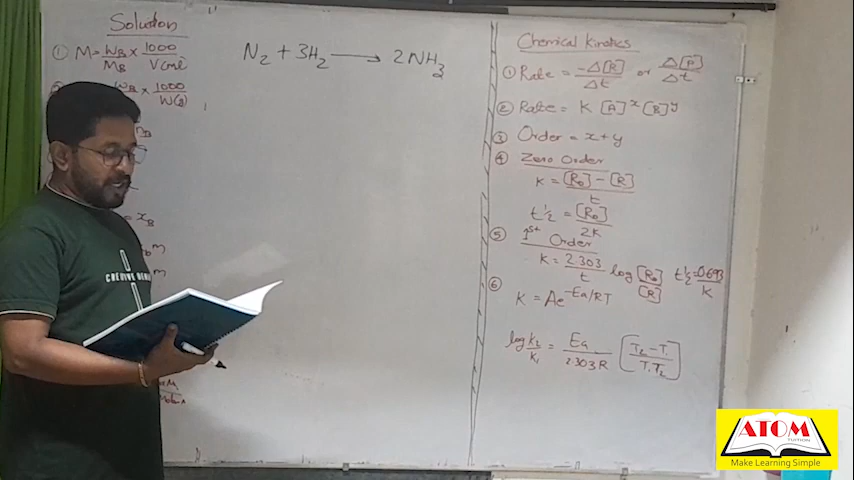 Solution
① M = W_B/M_B × 1000/V(ml)
W_B × 1000/W(g)
= x_B
N₂ + 3H₂ ⟶ 2NH₃
Chemical Kinetics
① Rate = -Δ[R]/Δt or Δ[P]/Δt
② Rate = K [A]^x [B]^y
③ Order = x+y
④ Zero Order
K = [R₀] - [R]/t
t½ = [R₀]/2K
⑤ 1st Order
K = 2.303/t log [R₀]/[R] t½ = 0.693/K
⑥ K = Ae^-Ea/RT
log K₂/K₁ = Ea/2.303R [T₂-T₁/T₁T₂]
CREATIVE
ATOM
TUITION
Make Learning Simple